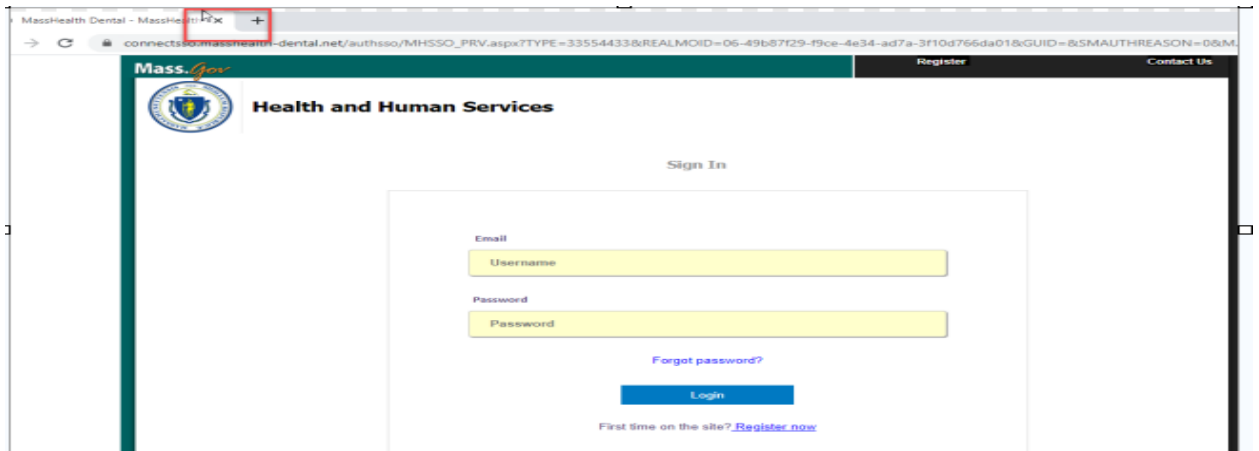 MassHealth Dental - MassHealt
connectsso.masshealth-dental.net/authsso/MHSSO_PRV.aspx?TYPE=33554433&REALMOID=06-49b87f29-f9ce-4e34-ad7a-3f10d766da01&GUID=&SMAUTHREASON=0&M
Mass.Gov
Register
Contact Us
Health and Human Services
Sign In
Email
Username
Password
Password
Forgot password?
Login
First time on the site? Register now